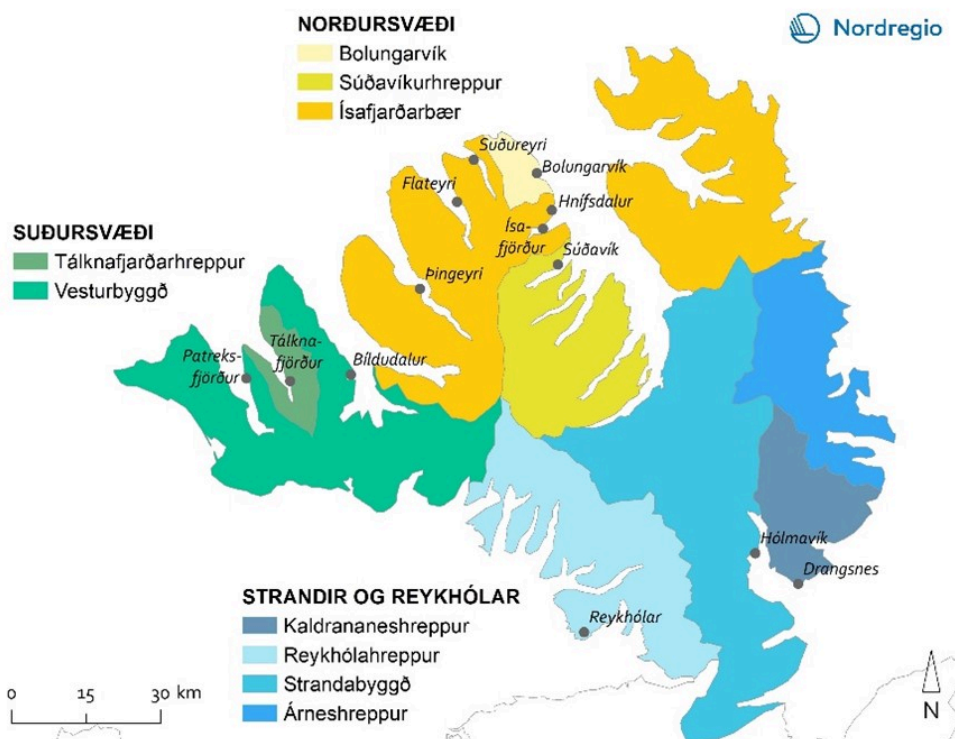 NORÐURSVÆÐI
Bolungarvík
Súðavíkurhreppur
Ísafjarðarbær
Nordregio
Suðureyri
Bolungarvík
Flateyri
Hnífsdalur
Ísa-
fjörður
Súðavík
SUÐURSVÆÐI
Tálknafjarðarhreppur
Vesturbyggð
Þingeyri
Patreks-
fjörður
Tálkna-
fjörður
Bíldudalur
Hólmavík
Drangsnes
Reykhólar
STRANDIR OG REYKHÓLAR
Kaldrananeshreppur
Reykhólahreppur
Strandabyggð
Árneshreppur
0 15 30 km
N